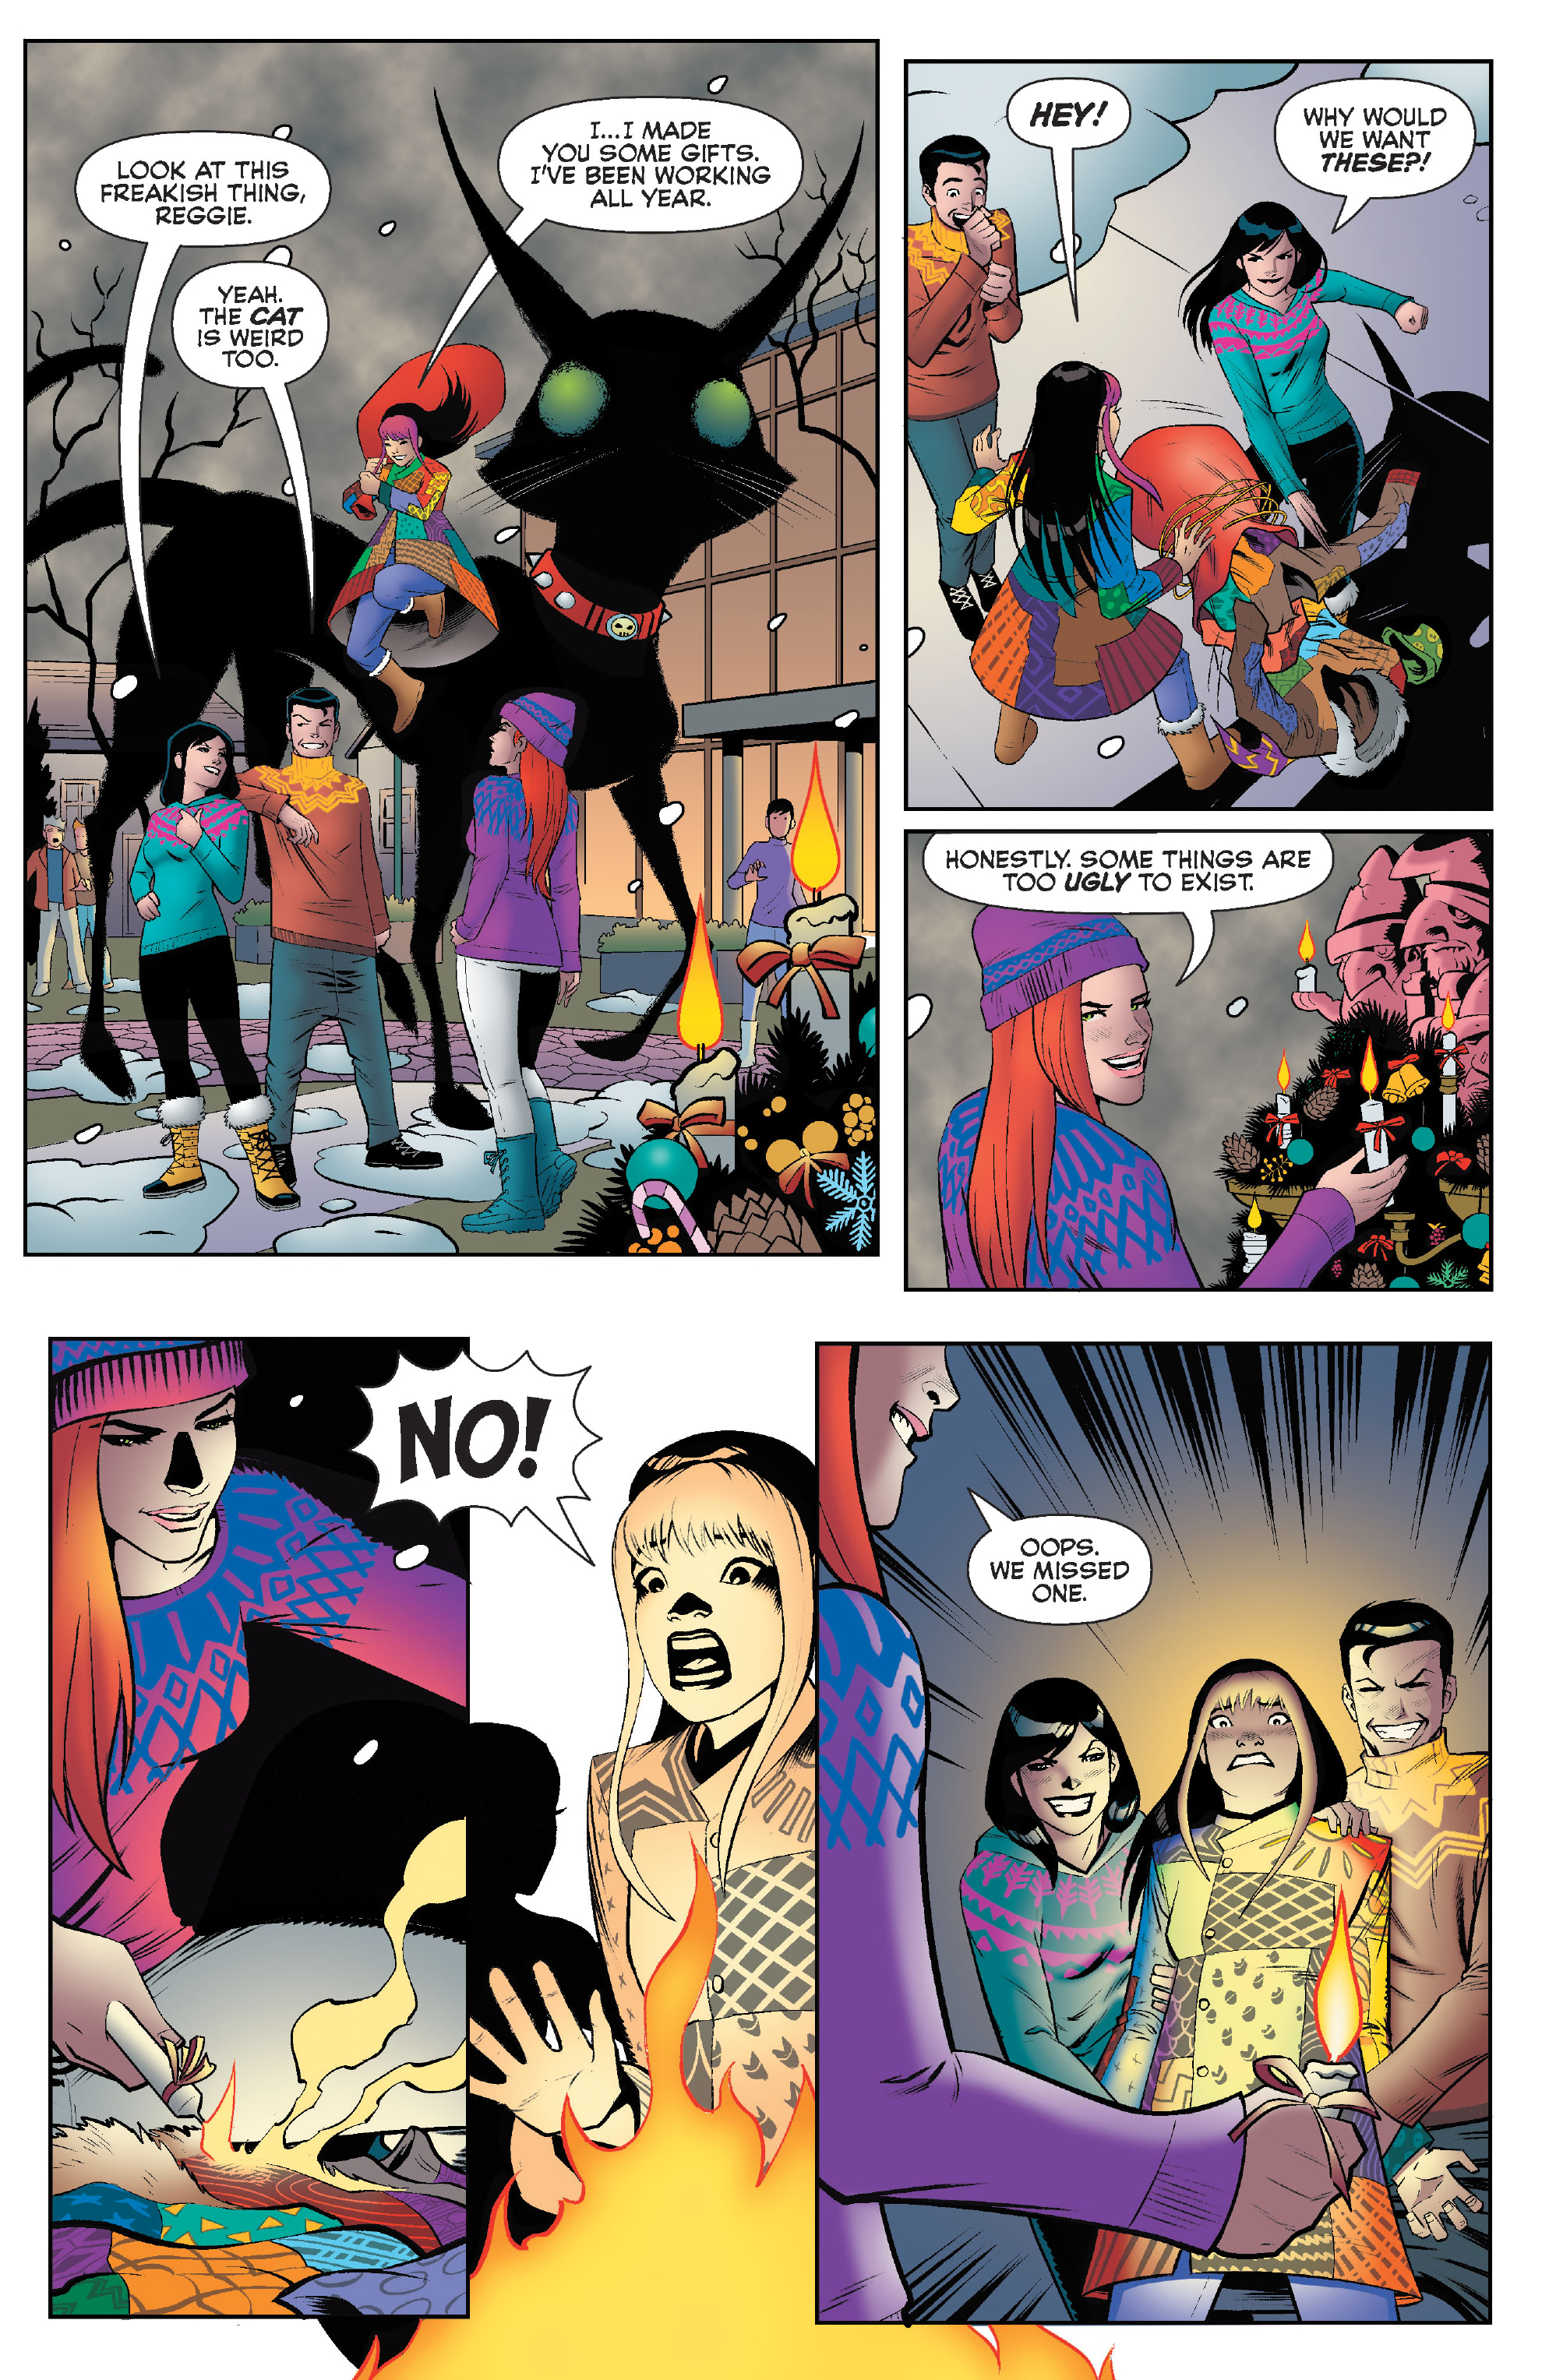 LOOK AT THIS
FREAKISH THING,
REGGIE.
YEAH.
THE CAT
IS WEIRD
TOO.
I...I MADE
YOU SOME GIFTS.
I'VE BEEN WORKING
ALL YEAR.
HEY!
WHY WOULD
WE WANT
THESE?!
HONESTLY. SOME THINGS ARE
TOO UGLY TO EXIST.
NO!
OOPS.
WE MISSED
ONE.